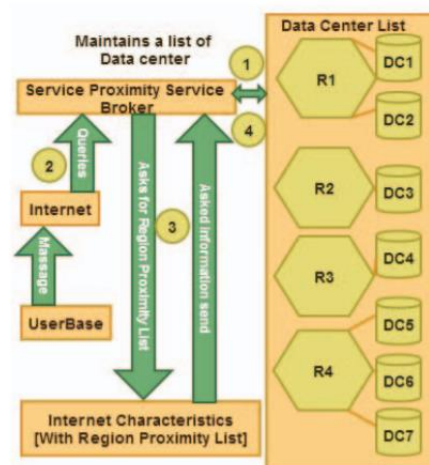 Data Center List
Maintains a list of
Data center
1
Service Proximity Service
Broker
4
2
Queries
Internet
Massage
UserBase
Asks for Region Proximity List
3
Asked information send
Internet Characteristics
[With Region Proximity List]
R1
DC1
DC2
R2
DC3
R3
DC4
R4
DC5
DC6
DC7